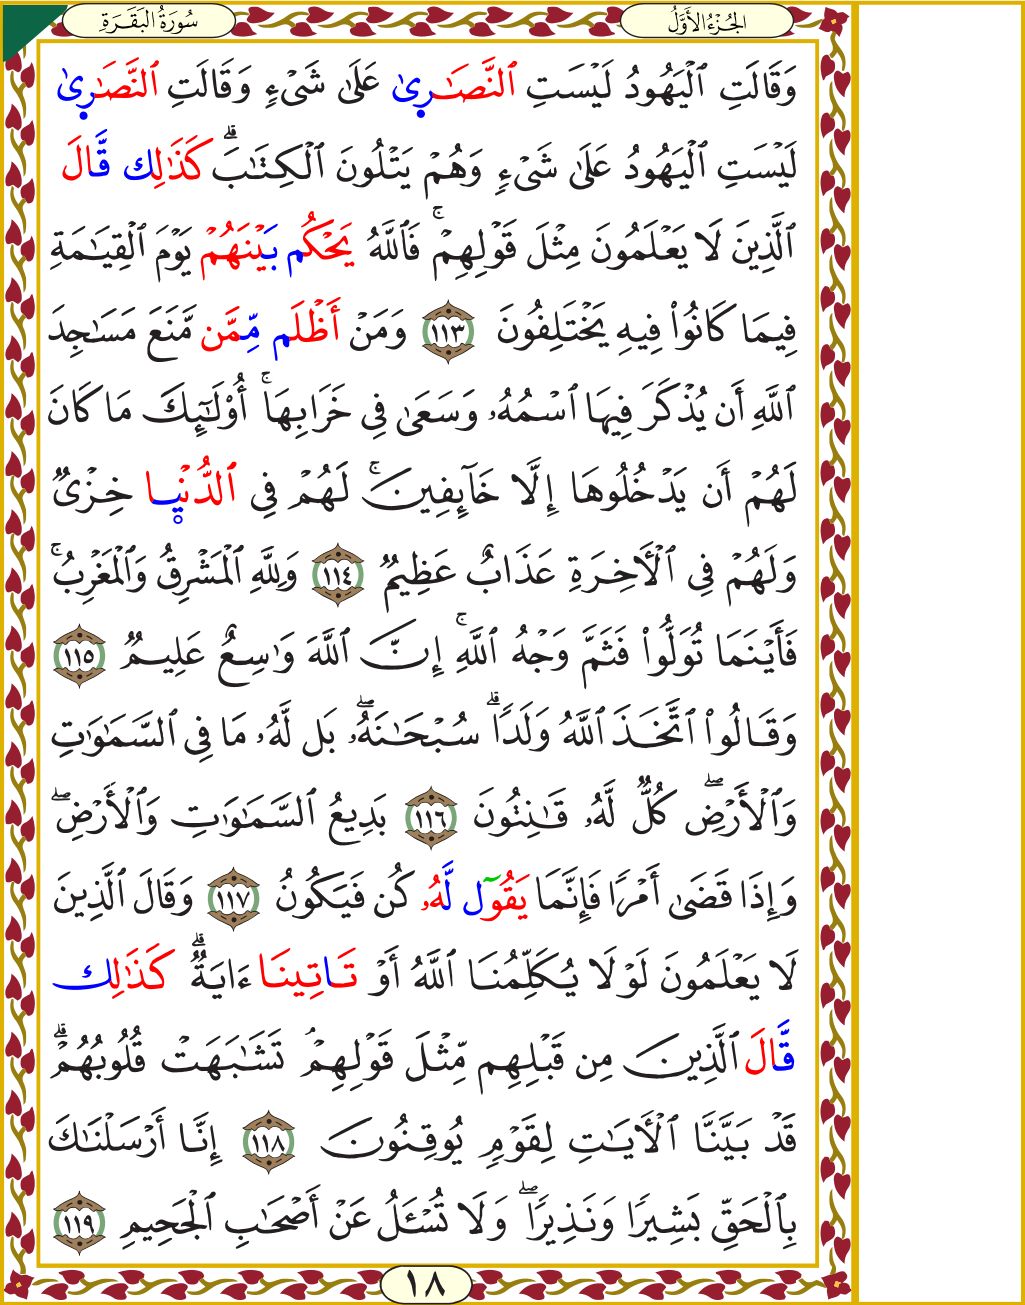 الجُزْءُ الأَوَّلُ
سُورَةُ البَقَرَةِ
وَقَالَتِ ٱلۡيَهُودُ لَيۡسَتِ ٱلنَّصَٰرِىٰ عَلَىٰ شَىۡءٖ وَقَالَتِ ٱلنَّصَٰرِىٰ
لَيۡسَتِ ٱلۡيَهُودُ عَلَىٰ شَىۡءٖ وَهُمۡ يَتۡلُونَ ٱلۡكِتَٰبَۗ كَذَٰلِك قَّالَ
ٱلَّذِينَ لَا يَعۡلَمُونَ مِثۡلَ قَوۡلِهِمۡۚ فَٱللَّهُ يَحۡكُم بَيۡنَهُمۡ يَوۡمَ ٱلۡقِيَٰمَةِ
فِيمَا كَانُواْ فِيهِ يَخۡتَلِفُونَ ١١٣ وَمَنۡ أَظۡلَم مِّمَّن مَّنَعَ مَسَٰجِدَ
ٱللَّهِ أَن يُذۡكَرَ فِيهَا ٱسۡمُهُۥ وَسَعَىٰ فِى خَرَابِهَآۚ أُوْلَٰٓئِكَ مَا كَانَ
لَهُمۡ أَن يَدۡخُلُوهَا إِلَّا خَآئِفِينَۚ لَهُمۡ فِى ٱلدُّنۡيِا خِزۡىٞ
وَلَهُمۡ فِى ٱلۡأٓخِرَةِ عَذَابٌ عَظِيمٞ ١١٤ وَلِلَّهِ ٱلۡمَشۡرِقُ وَٱلۡمَغۡرِبُۚ
فَأَيۡنَمَا تُوَلُّواْ فَثَمَّ وَجۡهُ ٱللَّهِۚ إِنَّ ٱللَّهَ وَٰسِعٌ عَلِيمٞ ١١٥
وَقَالُواْ ٱتَّخَذَ ٱللَّهُ وَلَدٗاۗ سُبۡحَٰنَهُۥۖ بَل لَّهُۥ مَا فِى ٱلسَّمَٰوَٰتِ
وَٱلۡأَرۡضِۖ كُلّٞ لَّهُۥ قَٰنِتُونَ ١١٦ بَدِيعُ ٱلسَّمَٰوَٰتِ وَٱلۡأَرۡضِۖ
وَإِذَا قَضَىٰٓ أَمۡرٗا فَإِنَّمَا يَقُوٓل لَّهُۥ كُن فَيَكُونُ ١١٧ وَقَالَ ٱلَّذِينَ
لَا يَعۡلَمُونَ لَوۡلَا يُكَلِّمُنَا ٱللَّهُ أَوۡ تَاتِينَا ءَايَةٞۗ كَذَٰلِك
قَّالَ ٱلَّذِينَ مِن قَبۡلِهِم مِّثۡلَ قَوۡلِهِمۡۘ تَشَٰبَهَتۡ قُلُوبُهُمۡۗ
قَدۡ بَيَّنَّا ٱلۡأٓيَٰتِ لِقَوۡمٖ يُوقِنُونَ ١١٨ إِنَّآ أَرۡسَلۡنَٰكَ
بِٱلۡحَقِّ بَشِيرٗا وَنَذِيرٗاۖ وَلَا تُسۡـَٔلُ عَنۡ أَصۡحَٰبِ ٱلۡجَحِيمِ ١١٩
١٨